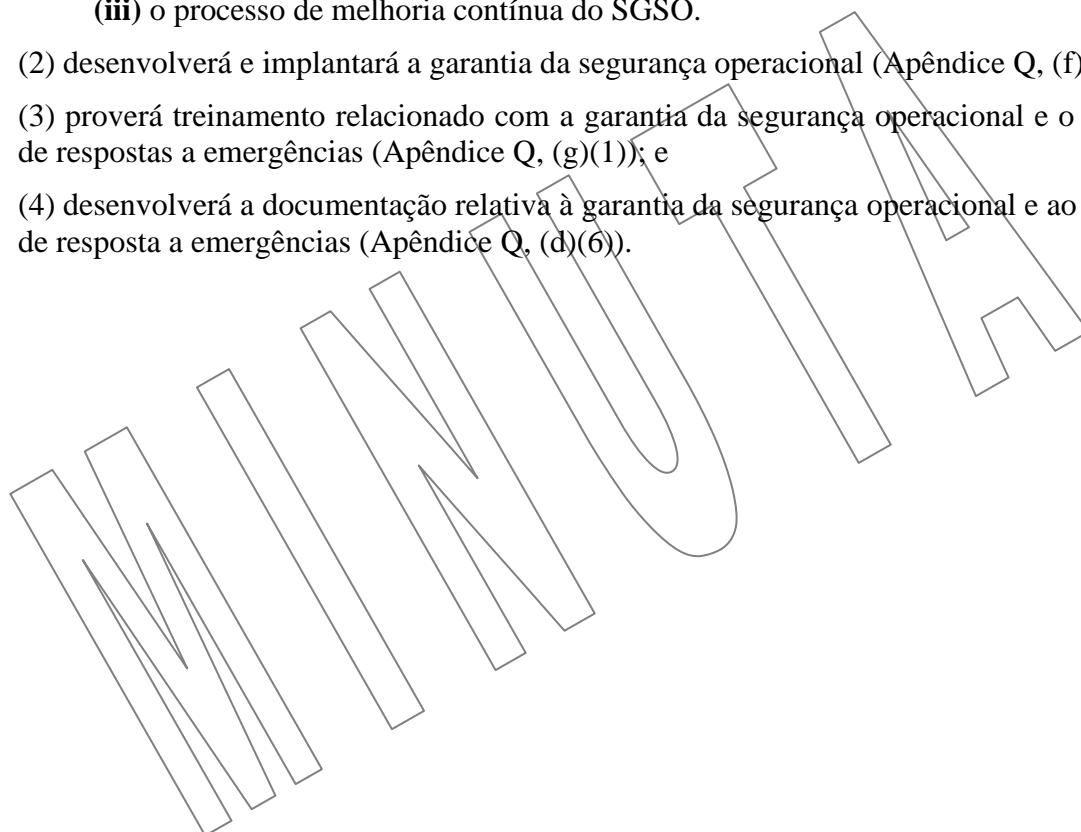 (iii) o processo de melhoria contínua do SGSO.
(2) desenvolverá e implantará a garantia da segurança operacional (Apêndice Q, (f)
(3) proverá treinamento relacionado com a garantia da segurança operacional e o
de respostas a emergências (Apêndice Q, (g)(1)); e
(4) desenvolverá a documentação relativa à garantia da segurança operacional e ao
de resposta a emergências (Apêndice Q, (d)(6)).
MINUTA